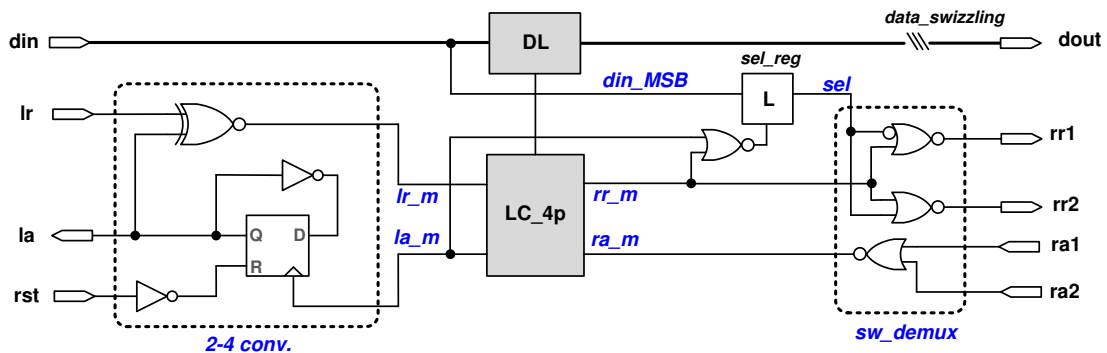 data_swizzling
din
DL
dout
sel_reg
din_MSB
L
sel
lr
rr1
lr_m
rr_m
LC_4p
rr2
la
Q
D
la_m
ra_m
ra1
R
rst
ra2
2-4 conv.
sw_demux